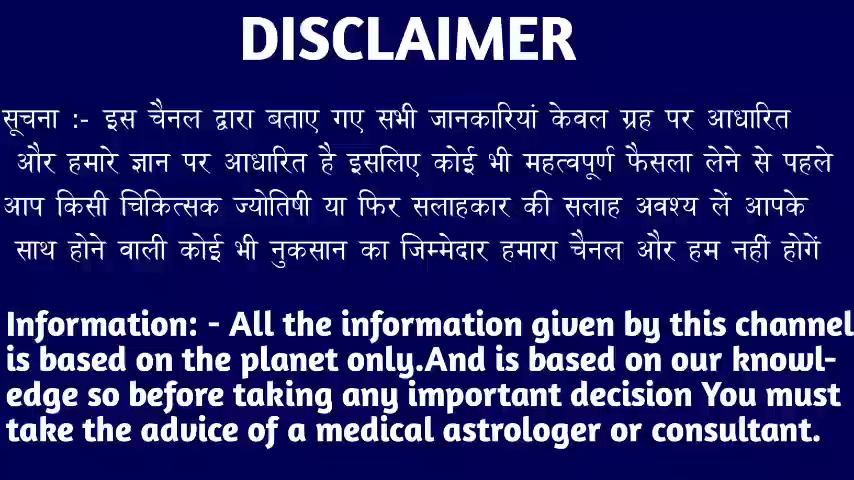 DISCLAIMER
सूचना :- इस चैनल द्वारा बताए गए सभी जानकारियां केवल ग्रह पर आधारित
और हमारे ज्ञान पर आधारित है इसलिए कोई भी महत्वपूर्ण फैसला लेने से पहले
आप किसी चिकित्सक ज्योतिषी या फिर सलाहकार की सलाह अवश्य लें आपके
साथ होने वाली कोई भी नुकसान का जिम्मेदार हमारा चैनल और हम नहीं होगें
Information: - All the information given by this channel
is based on the planet only.And is based on our knowl-
edge so before taking any important decision You must
take the advice of a medical astrologer or consultant.